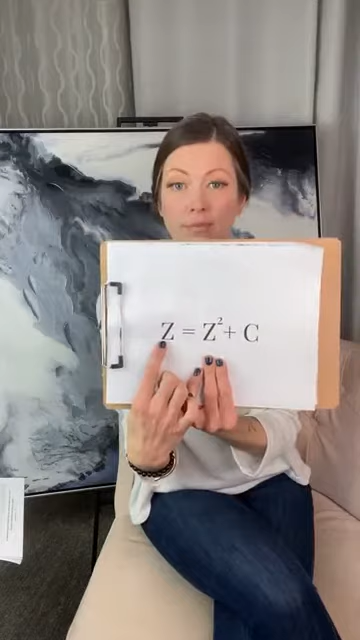 Z = Z² + C